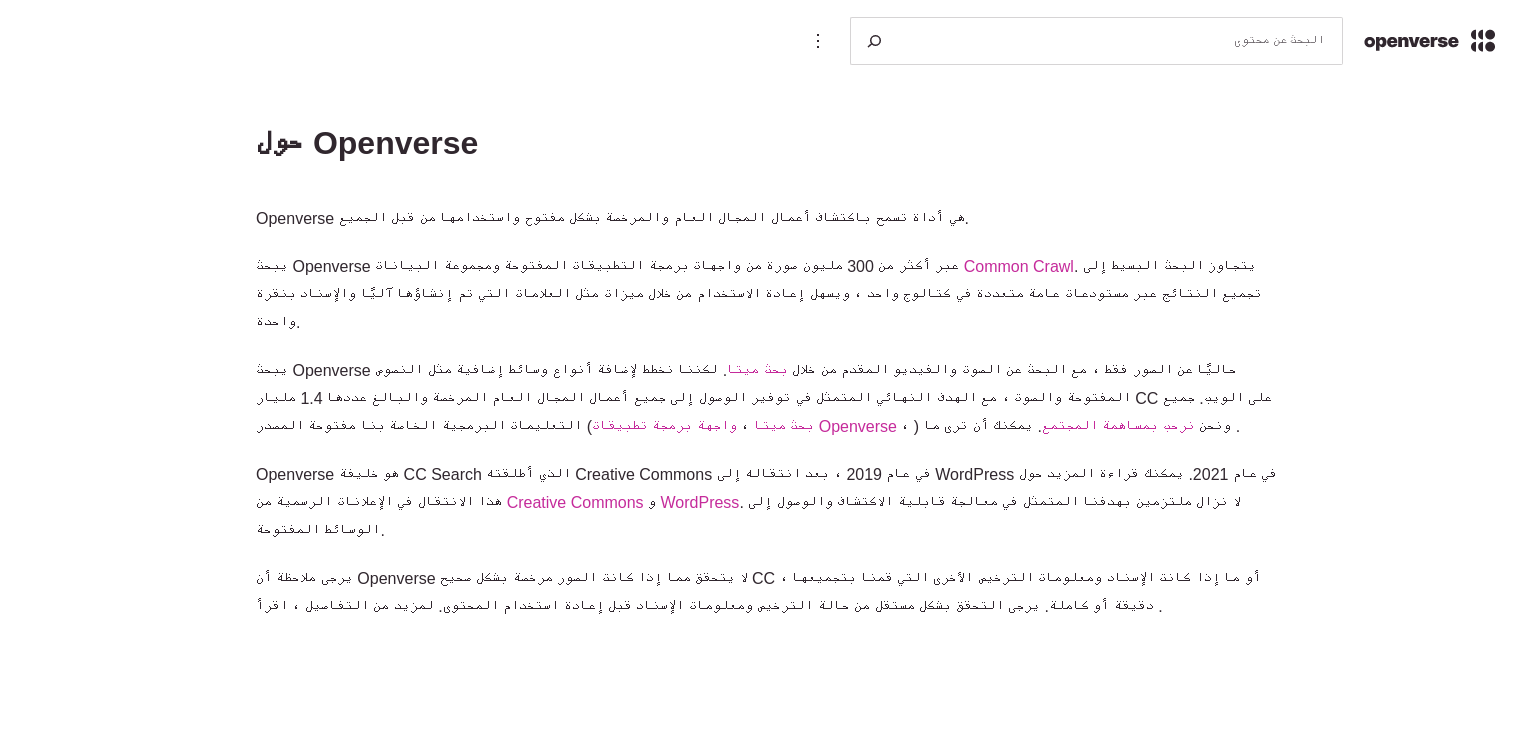 openverse
البحث عن محتوى
حول Openverse
Openverse هي أداة تسمح باكتشاف أعمال المجال العام والمرخصة بشكل مفتوح واستخدامها من قبل الجميع.
يبحث Openverse عبر أكثر من 300 مليون صورة من واجهات برمجة التطبيقات المفتوحة ومجموعة البيانات Common Crawl. يتجاوز البحث البسيط إلى
تجميع النتائج عبر مستودعات عامة متعددة في كتالوج واحد ، ويسهل إعادة الاستخدام من خلال ميزات مثل العلامات التي تم إنشاؤها آليًا والإسناد بنقرة
واحدة.
يبحث Openverse حاليًا عن الصور فقط ، مع البحث عن الصوت والفيديو المقدم من خلال بحث ميتا. لكننا نخطط لإضافة أنواع وسائط إضافية مثل النصوص
المفتوحة والصوت ، مع الهدف النهائي المتمثل في توفير الوصول إلى جميع أعمال المجال العام المرخصة والبالغ عددها 1.4 مليار CC على الويب. جميع
التعليمات البرمجية الخاصة بنا مفتوحة المصدر (واجهة برمجة تطبيقات ، بحث ميتا Openverse ، ) ونحن نرحب بمساهمة المجتمع. يمكنك أن ترى ما .
Openverse هو خليفة CC Search الذي أطلقته Creative Commons في عام 2019 ، بعد انتقاله إلى WordPress في عام 2021. يمكنك قراءة المزيد حول
هذا الانتقال في الإعلانات الرسمية من Creative Commons و WordPress. لا نزال ملتزمين بهدفنا المتمثل في معالجة قابلية الاكتشاف والوصول إلى
الوسائط المفتوحة.
يرجى ملاحظة أن Openverse لا يتحقق مما إذا كانت الصور مرخصة بشكل صحيح CC ، أو ما إذا كانت الإسناد ومعلومات الترخيص الأخرى التي قمنا بتجميعها
دقيقة أو كاملة. يرجى التحقق بشكل مستقل من حالة الترخيص ومعلومات الإسناد قبل إعادة استخدام المحتوى. لمزيد من التفاصيل ، اقرأ .